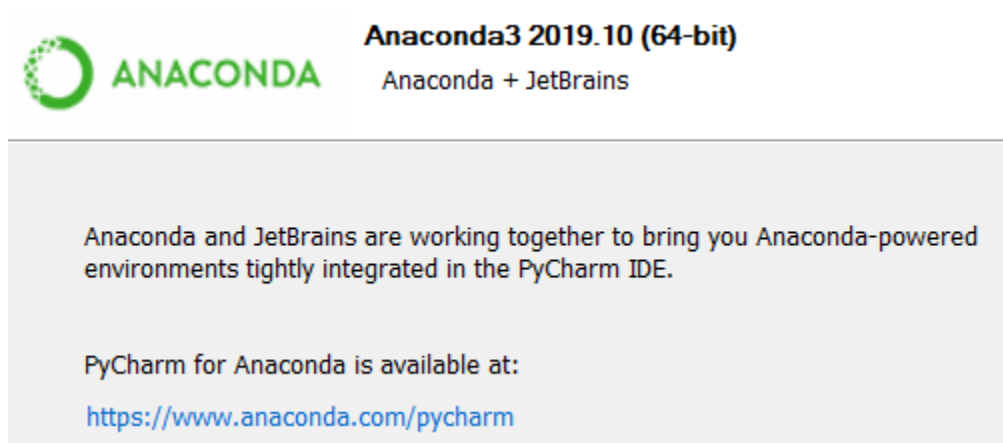 ANACONDA
Anaconda3 2019.10 (64-bit)
Anaconda + JetBrains
Anaconda and JetBrains are working together to bring you Anaconda-powered
environments tightly integrated in the PyCharm IDE.
PyCharm for Anaconda is available at:
https://www.anaconda.com/pycharm